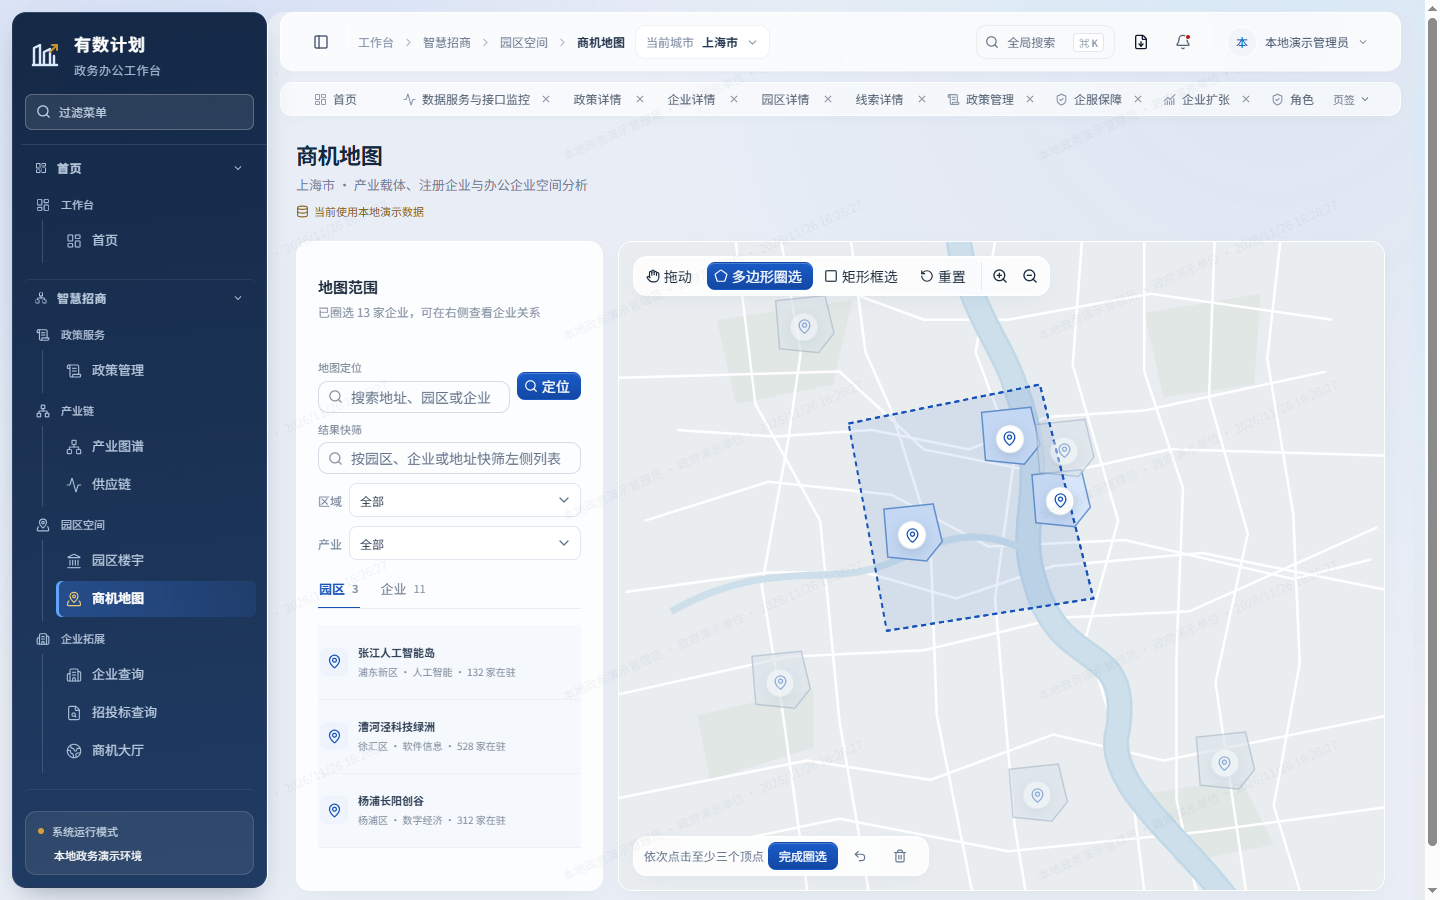 有数计划
政务办公工作台
过滤菜单
首页
工作台
首页
智慧招商
政策服务
政策管理
产业链
产业图谱
供应链
园区空间
园区楼宇
商机地图
企业拓展
企业查询
招投标查询
商机大厅
系统运行模式
本地政务演示环境
工作台 智慧招商 园区空间 商机地图 当前城市 上海市
全局搜索 ⌘K 本 本地演示管理员
首页 数据服务与接口监控 政策详情 企业详情 园区详情 线索详情 政策管理 企服保障 企业扩张 角色 页签
商机地图
上海市 · 产业载体、注册企业与办公企业空间分析
当前使用本地演示数据
地图范围
已圈选 13 家企业，可在右侧查看企业关系
地图定位
搜索地址、园区或企业 定位
结果快筛
按园区、企业或地址快筛左侧列表
区域 全部
产业 全部
园区 3 企业 11
张江人工智能岛
浦东新区 · 人工智能 · 132 家在驻
漕河泾科技绿洲
徐汇区 · 软件信息 · 528 家在驻
杨浦长阳创谷
杨浦区 · 数字经济 · 312 家在驻
拖动 多边形圈选 矩形框选 重置
依次点击至少三个顶点 完成圈选